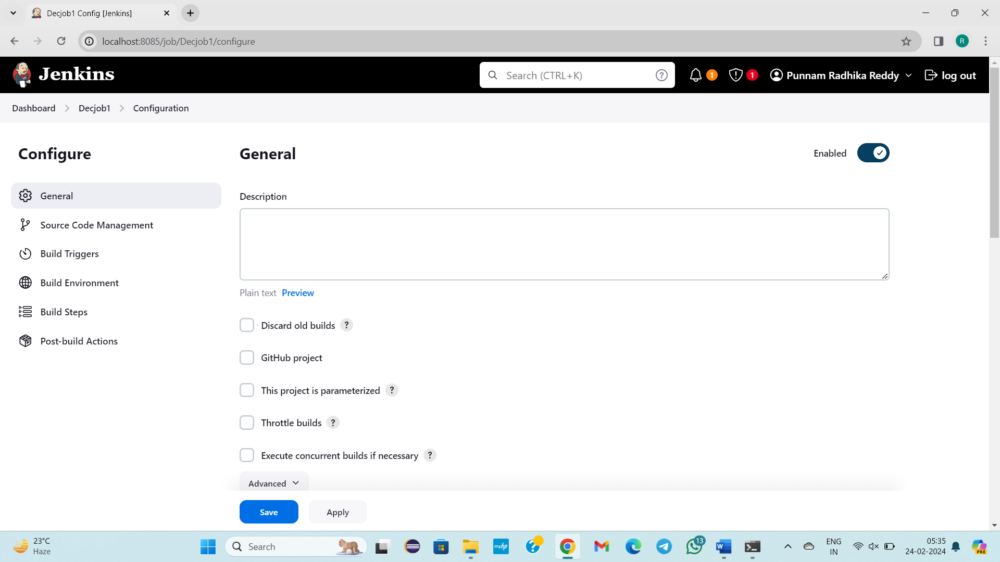 Decjob1 Config [Jenkins]
localhost:8085/job/Decjob1/configure
R
Jenkins
Search (CTRL+K)
?
1
1
Punnam Radhika Reddy
log out
Dashboard
Decjob1
Configuration
Configure
General
Enabled
General
Source Code Management
Build Triggers
Build Environment
Build Steps
Post-build Actions
Description
Plain text Preview
Discard old builds ?
GitHub project
This project is parameterized ?
Throttle builds ?
Execute concurrent builds if necessary ?
Advanced
Save
Apply
23°C
Haze
Search
myhp
?
13
W
ENG
IN
05:35
24-02-2024
PRE